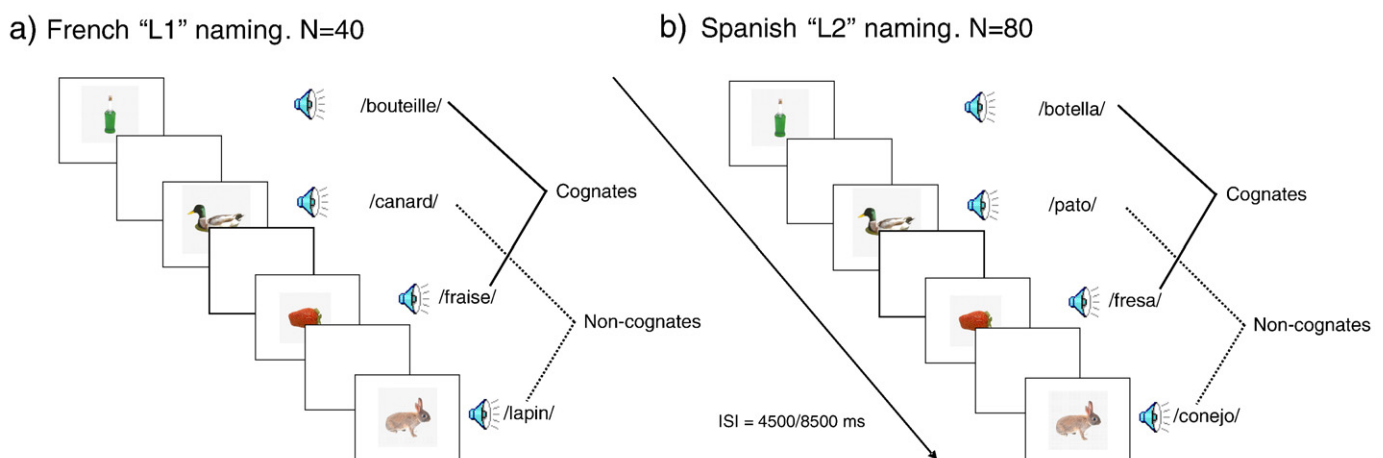 a) French “L1” naming. N=40
/bouteille/
Cognates
/canard/
/fraise/
Non-cognates
/lapin/
b) Spanish “L2” naming. N=80
/botella/
Cognates
/pato/
/fresa/
Non-cognates
/conejo/
ISI = 4500/8500 ms